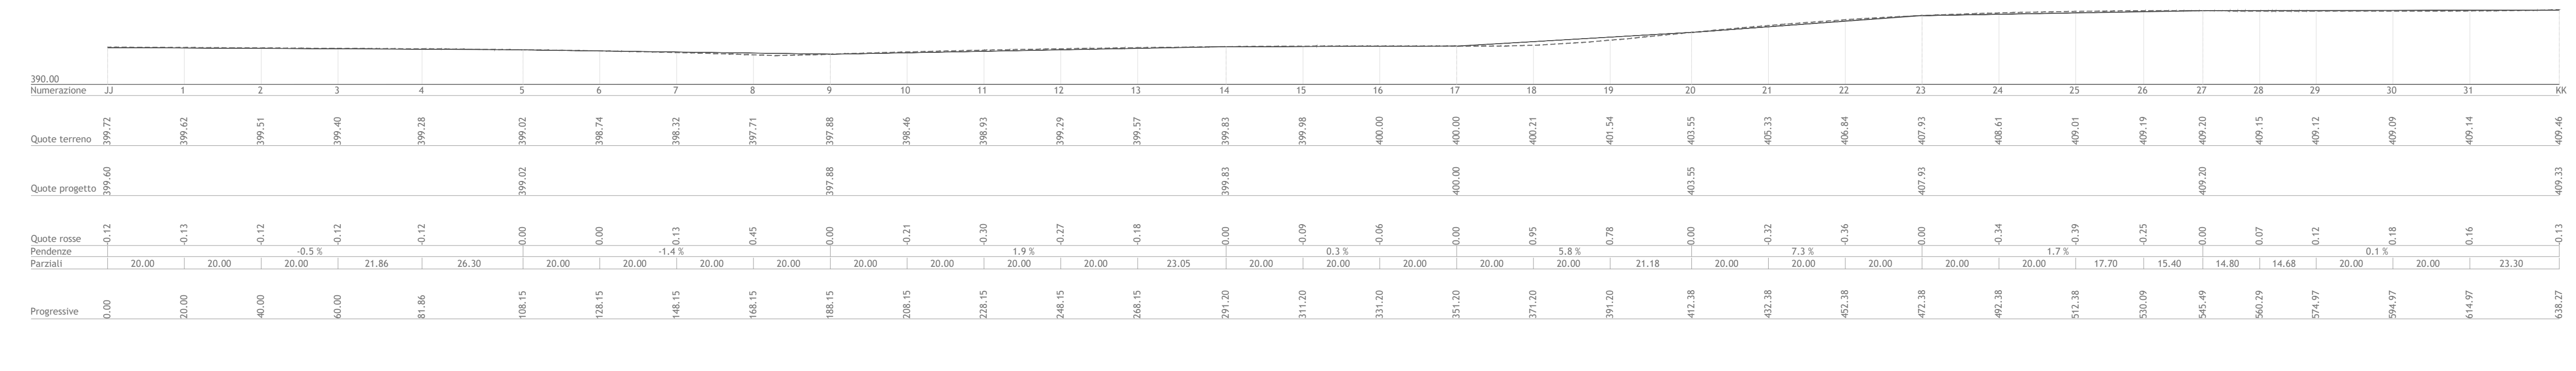 390.00
Numerazione JJ 1 2 3 4 5 6 7 8 9 10 11 12 13 14 15 16 17 18 19 20 21 22 23 24 25 26 27 28 29 30 31 KK
Quote terreno 399.72 399.62 399.51 399.40 399.28 399.02 398.74 398.32 397.71 397.88 398.46 398.93 399.29 399.57 399.83 399.98 400.00 400.00 400.21 401.54 403.55 405.33 406.84 407.93 408.61 409.01 409.19 409.20 409.15 409.12 409.09 409.14 409.46
Quote progetto 399.60 399.02 397.88 399.83 400.00 403.55 407.93 409.20 409.33
Quote rosse -0.12 -0.13 -0.12 -0.12 -0.12 0.00 0.00 0.13 0.45 0.00 -0.21 -0.30 -0.27 -0.18 0.00 -0.09 -0.06 0.00 0.95 0.78 0.00 -0.32 -0.36 0.00 -0.34 -0.39 -0.25 0.00 0.07 0.12 0.18 0.16 -0.13
Pendenze -0.5 % -1.4 % 1.9 % 0.3 % 5.8 % 7.3 % 1.7 % 0.1 %
Parziali 20.00 20.00 20.00 21.86 26.30 20.00 20.00 20.00 20.00 20.00 20.00 20.00 20.00 23.05 20.00 20.00 20.00 20.00 20.00 21.18 20.00 20.00 20.00 20.00 20.00 17.70 15.40 14.80 14.68 20.00 20.00 23.30
Progressive 0.00 20.00 40.00 60.00 81.86 108.15 128.15 148.15 168.15 188.15 208.15 228.15 248.15 268.15 291.20 311.20 331.20 351.20 371.20 391.20 412.38 432.38 452.38 472.38 492.38 512.38 530.09 545.49 560.29 574.97 594.97 614.97 638.27